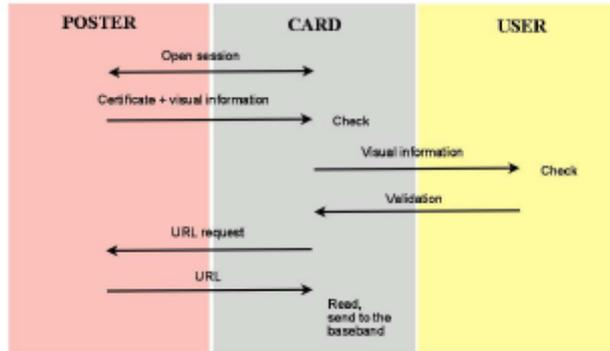 POSTER CARD USER
Open session
Certificate + visual information
Check
Visual information
Check
Validation
URL request
URL
Read,
send to the
baseband